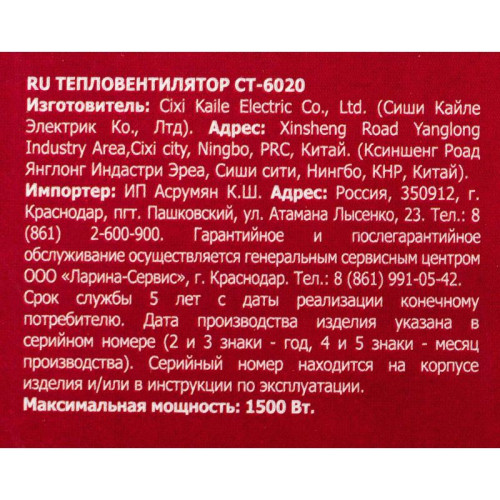 RU ТЕПЛОВЕНТИЛЯТОР CT-6020
Изготовитель: Cixi Kaile Electric Co., Ltd. (Сиши Кайле
Электрик Ко., Лтд). Адрес: Xinsheng Road Yanglong
Industry Area,Cixi city, Ningbo, PRC, Китай. (Ксиншенг Роад
Янглонг Индастри Эреа, Сиши сити, Нингбо, КНР, Китай).
Импортер: ИП Асрумян К.Ш. Адрес: Россия, 350912, г.
Краснодар, пгт. Пашковский, ул. Атамана Лысенко, 23. Тел.: 8
(861) 2-600-900. Гарантийное и послегарантийное
обслуживание осуществляется генеральным сервисным центром
ООО «Ларина-Сервис», г. Краснодар. Тел.: 8 (861) 991-05-42.
Срок службы 5 лет с даты реализации конечному
потребителю. Дата производства изделия указана в
серийном номере (2 и 3 знаки - год, 4 и 5 знаки - месяц
производства). Серийный номер находится на корпусе
изделия и/или в инструкции по эксплуатации.
Максимальная мощность: 1500 Вт.